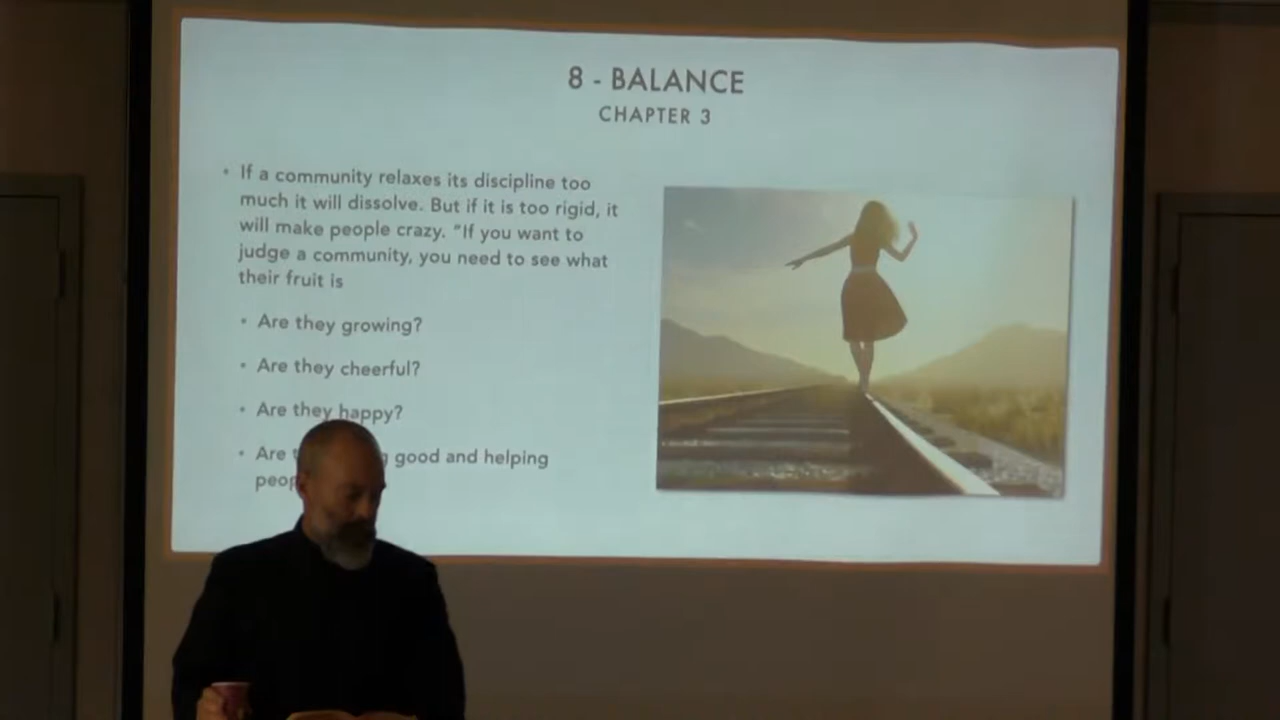 8 - BALANCE
CHAPTER 3
• If a community relaxes its discipline too
much it will dissolve. But if it is too rigid, it
will make people crazy. "If you want to
judge a community, you need to see what
their fruit is
• Are they growing?
• Are they cheerful?
• Are they happy?
• Are good and helping